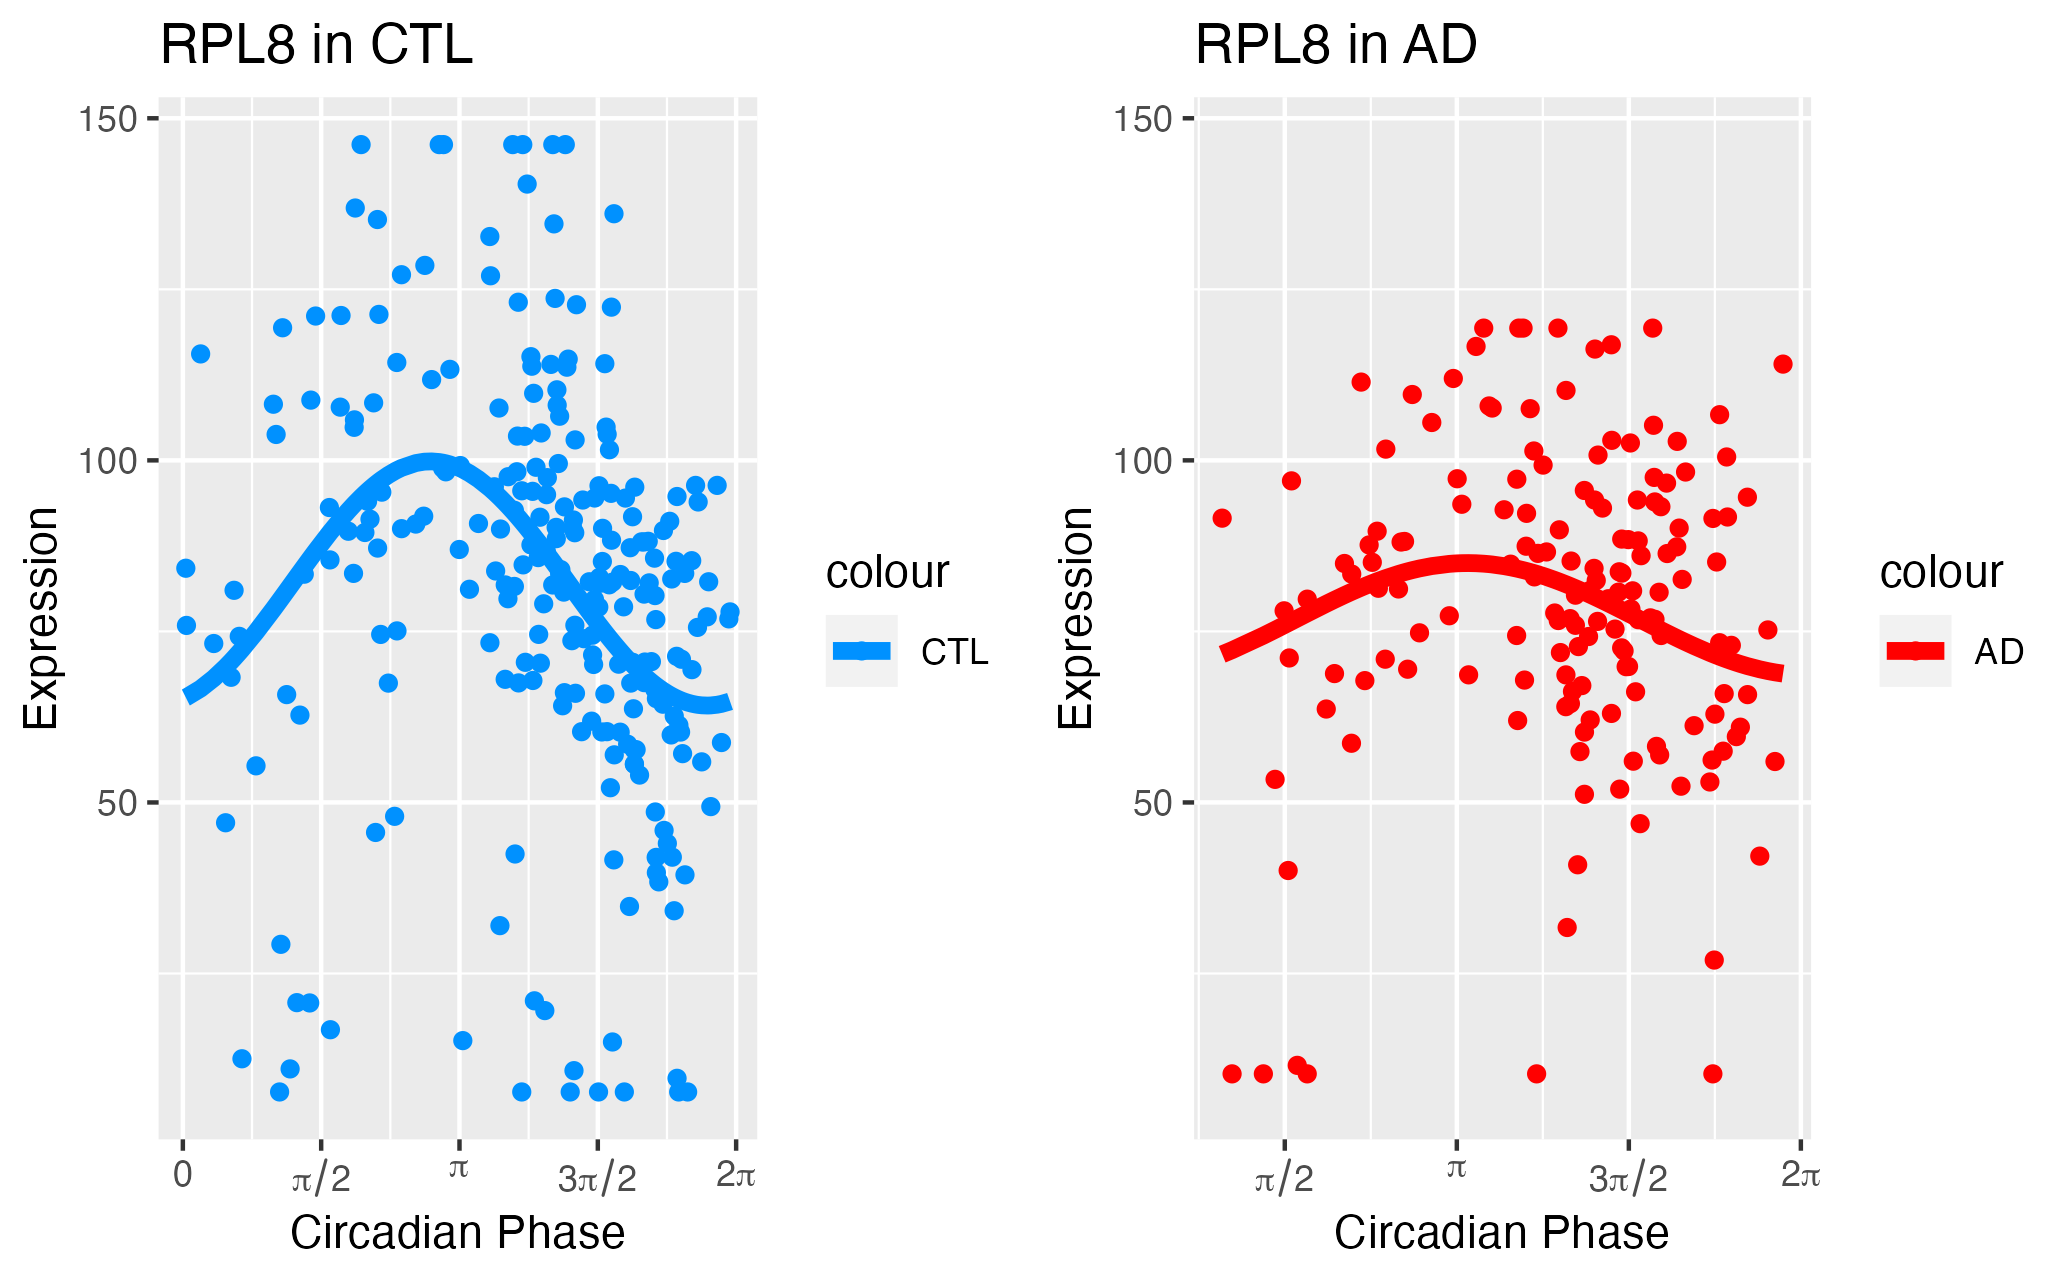 RPL8 in CTL
150
100
50
Expression
0
π/2
π
3π/2
2π
Circadian Phase
colour
CTL
RPL8 in AD
150
100
50
Expression
π/2
π
3π/2
2π
Circadian Phase
colour
AD